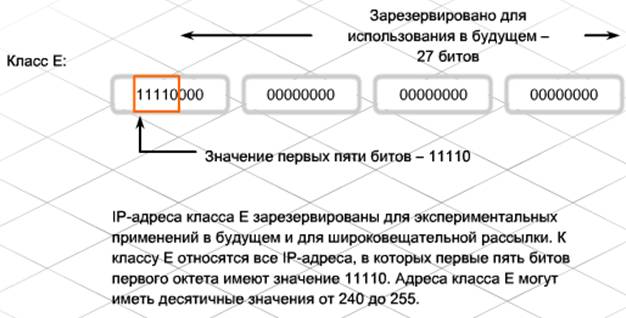 Зарезервировано для
использования в будущем –
27 битов
Класс E:
11110000 00000000 00000000 00000000
Значение первых пяти битов – 11110
IP-адреса класса E зарезервированы для экспериментальных
применений в будущем и для широковещательной рассылки. К
классу E относятся все IP-адреса, в которых первые пять битов
первого октета имеют значение 11110. Адреса класса E могут
иметь десятичные значения от 240 до 255.